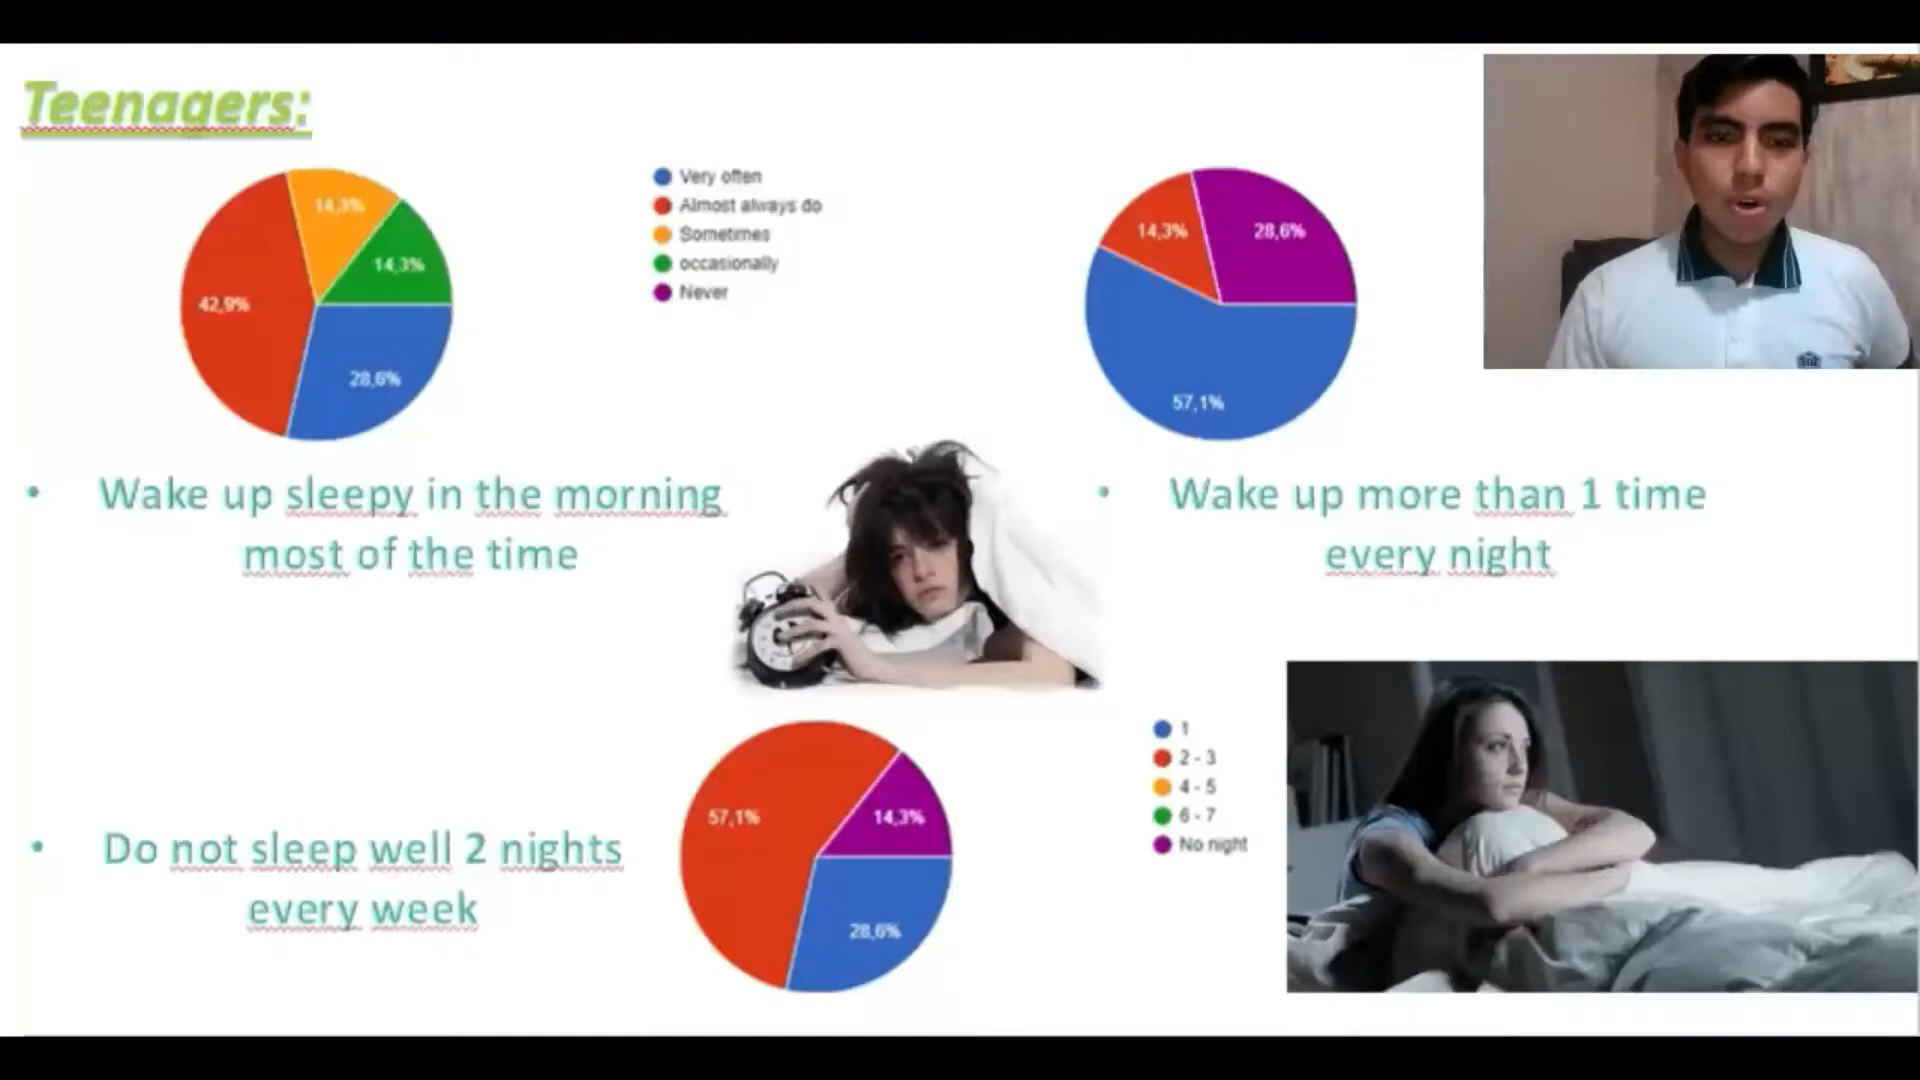 Teenagers:
14,3%
14,3%
42,9%
28,6%
Very often
Almost always do
Sometimes
occasionally
Never
14,3%
28,6%
57,1%
Wake up sleepy in the morning
most of the time
Wake up more than 1 time
every night
Do not sleep well 2 nights
every week
57,1%
14,3%
28,6%
1
2 - 3
4 - 5
6 - 7
No night